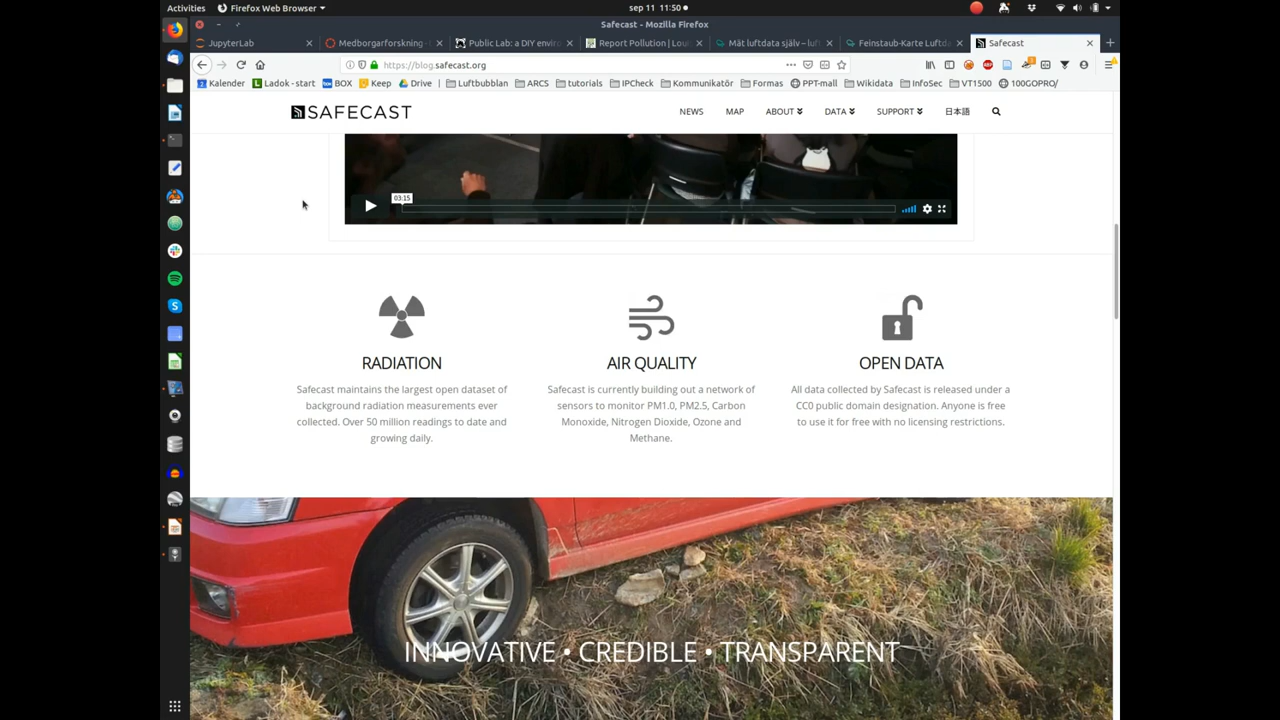 Activities Firefox Web Browser sep 11 11:50
Safecast - Mozilla Firefox
JupyterLab Medborgarforskning - Public Lab: a DIY enviro Report Pollution | Loui Mät luftdata själv – luft Feinstaub-Karte Luftda Safecast
https://blog.safecast.org
Kalender Ladok - start BOX Keep Drive Luftbubblan ARCS tutorials IPCheck Kommunikatör Formas PPT-mall Wikidata InfoSec VT1500 100GOPRO/
SAFECAST NEWS MAP ABOUT DATA SUPPORT 日本語
03:15
RADIATION
Safecast maintains the largest open dataset of
background radiation measurements ever
collected. Over 50 million readings to date and
growing daily.
AIR QUALITY
Safecast is currently building out a network of
sensors to monitor PM1.0, PM2.5, Carbon
Monoxide, Nitrogen Dioxide, Ozone and
Methane.
OPEN DATA
All data collected by Safecast is released under a
CC0 public domain designation. Anyone is free
to use it for free with no licensing restrictions.
INNOVATIVE • CREDIBLE • TRANSPARENT